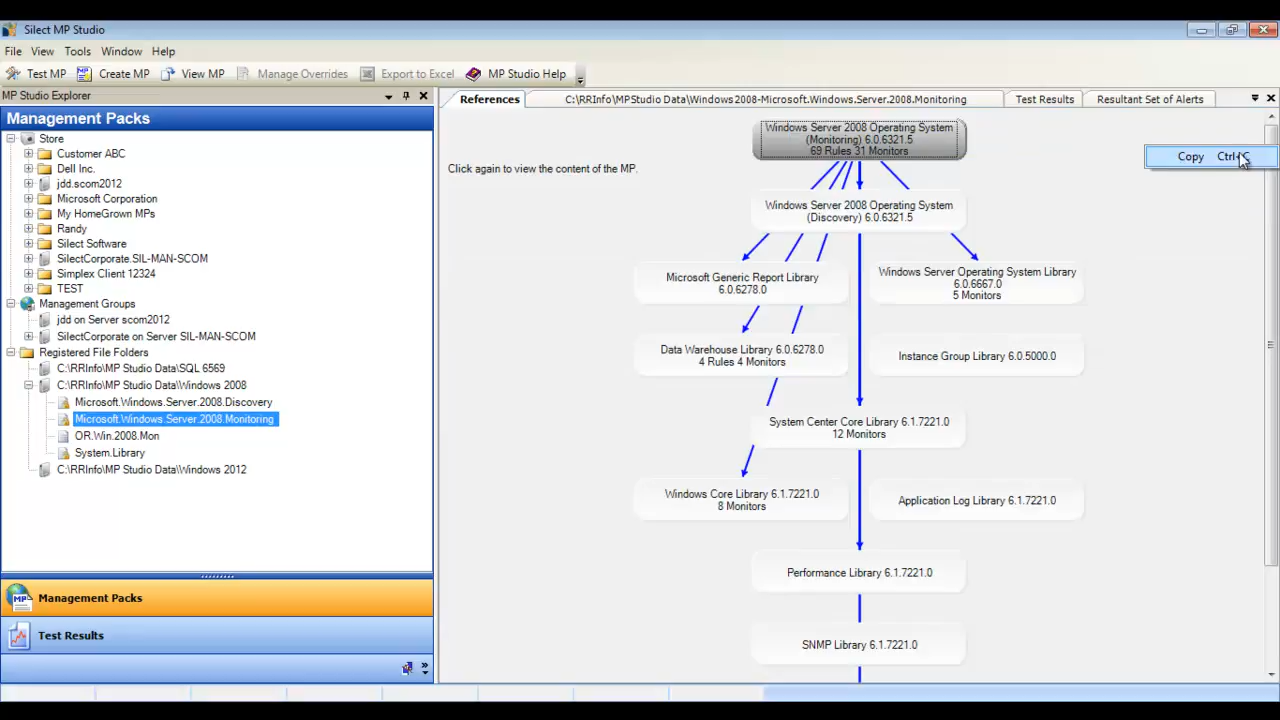 Silect MP Studio
File View Tools Window Help
Test MP Create MP View MP Manage Overrides Export to Excel MP Studio Help
MP Studio Explorer
Management Packs
Store
Customer ABC
Dell Inc.
jdd.scom2012
Microsoft Corporation
My HomeGrown MPs
Randy
Silect Software
SilectCorporate.SIL-MAN-SCOM
Simplex Client 12324
TEST
Management Groups
jdd on Server scom2012
SilectCorporate on Server SIL-MAN-SCOM
Registered File Folders
C:\RRInfo\MP Studio Data\SQL 6569
C:\RRInfo\MP Studio Data\Windows 2008
Microsoft.Windows.Server.2008.Discovery
Microsoft.Windows.Server.2008.Monitoring
OR.Win.2008.Mon
System.Library
C:\RRInfo\MP Studio Data\Windows 2012
Management Packs
Test Results
References C:\RRInfo\MPStudio Data\Windows2008-Microsoft.Windows.Server.2008.Monitoring Test Results Resultant Set of Alerts
Click again to view the content of the MP.
Copy
Windows Server 2008 Operating System
(Monitoring) 6.0.6321.5
69 Rules 31 Monitors
Windows Server 2008 Operating System
(Discovery) 6.0.6321.5
Microsoft Generic Report Library
6.0.6278.0
Windows Server Operating System Library
6.0.6667.0
5 Monitors
Data Warehouse Library 6.0.6278.0
4 Rules 4 Monitors
Instance Group Library 6.0.5000.0
System Center Core Library 6.1.7221.0
12 Monitors
Windows Core Library 6.1.7221.0
8 Monitors
Application Log Library 6.1.7221.0
Performance Library 6.1.7221.0
SNMP Library 6.1.7221.0